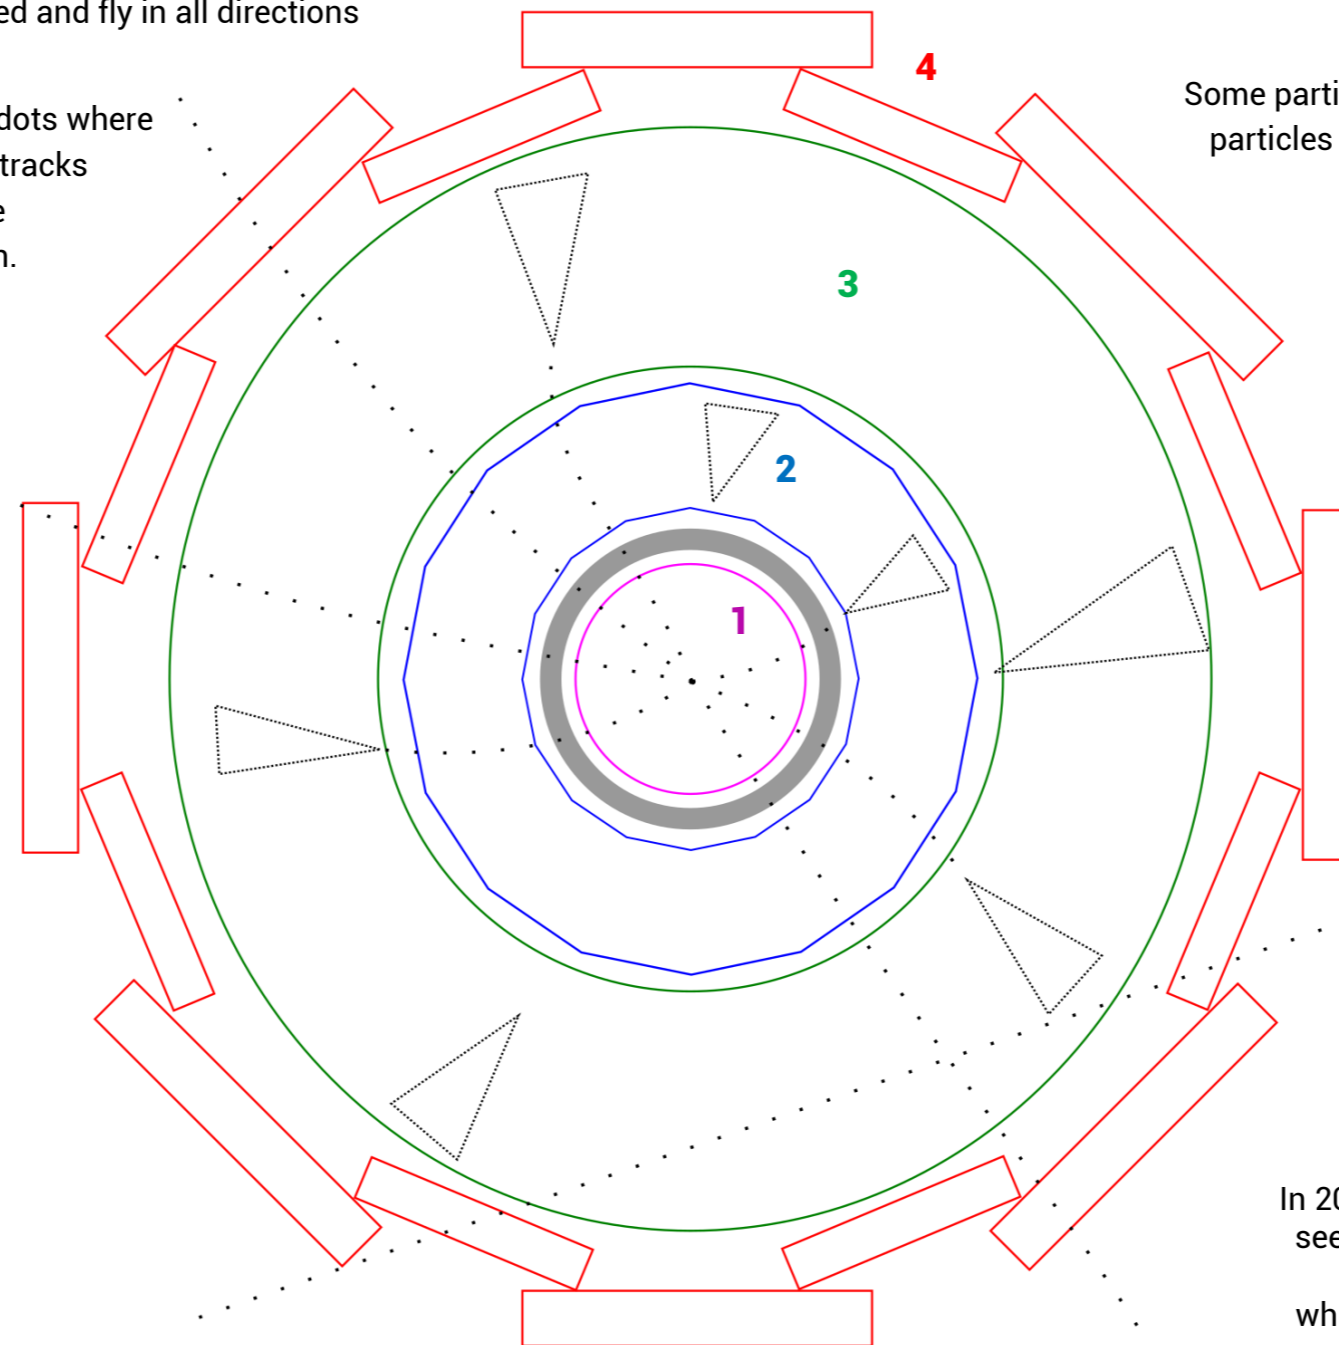 ed and fly in all directions
dots where
tracks
e
n.
4
Some parti
particles
3
2
1
In 20
see
wh